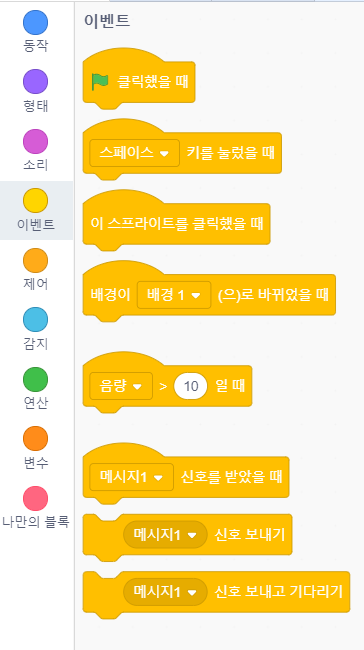 동작
형태
소리
이벤트
제어
감지
연산
변수
나만의 블록
이벤트
클릭했을 때
스페이스 키를 눌렀을 때
이 스프라이트를 클릭했을 때
배경이 배경 1 (으)로 바뀌었을 때
음량 > 10 일 때
메시지1 신호를 받았을 때
메시지1 신호 보내기
메시지1 신호 보내고 기다리기